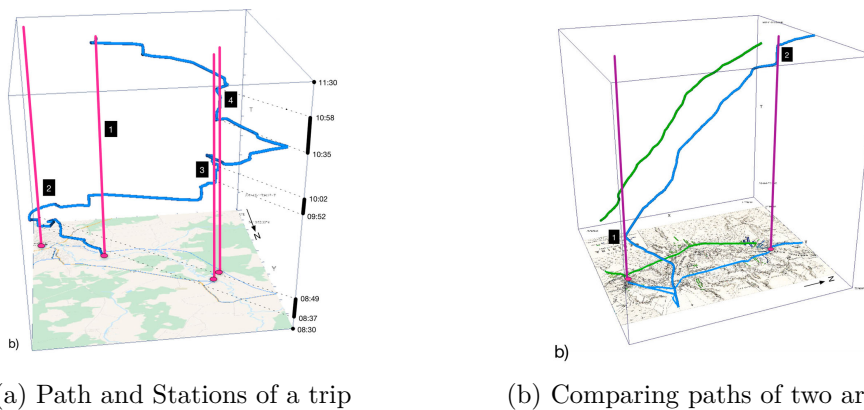 11:30
T
4
10:58
1
10:35
3
2
10:02
09:52
N
Y
08:49
08:37
08:30
b)
2
T
X
1
N
b)
(a) Path and Stations of a trip
(b) Comparing paths of two ar